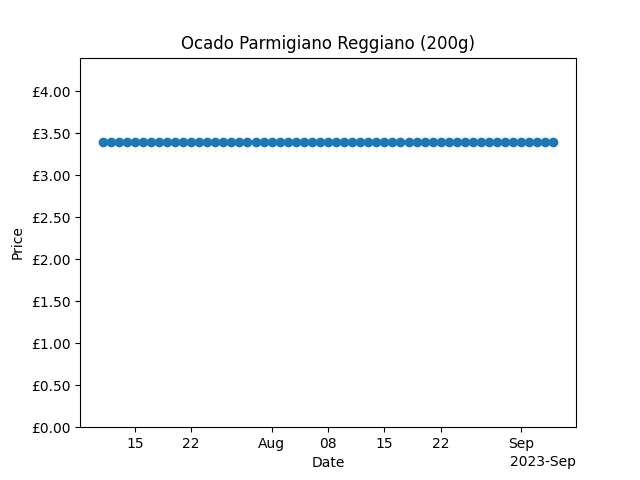 Ocado Parmigiano Reggiano (200g)
£4.00
£3.50
£3.00
£2.50
£2.00
£1.50
£1.00
£0.50
£0.00
Price
15 22 Aug 08 15 22 Sep
2023-Sep
Date